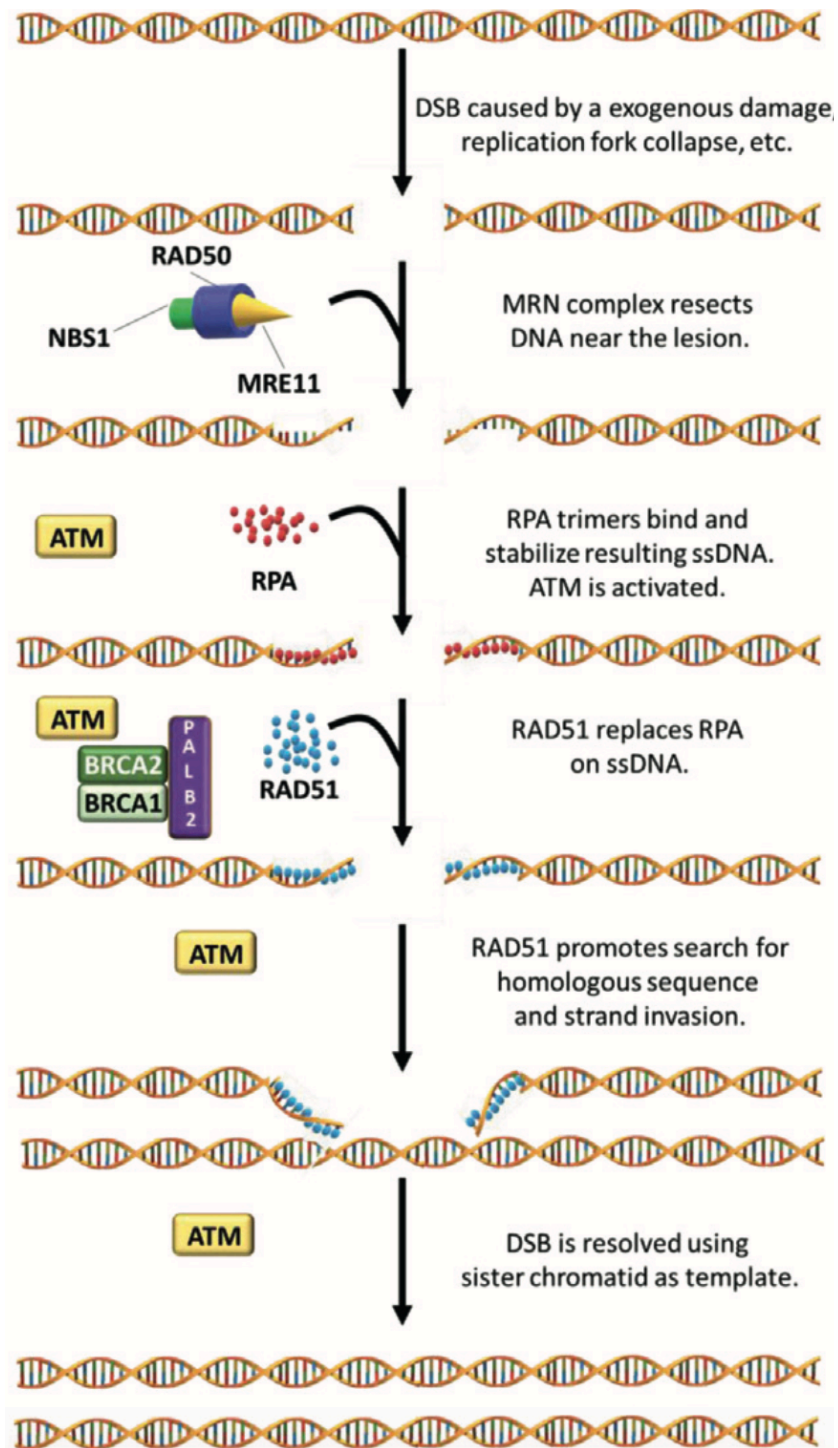 DSB caused by a exogenous damage,
replication fork collapse, etc.
RAD50
NBS1
MRE11
MRN complex resects
DNA near the lesion.
ATM
RPA
RPA trimers bind and
stabilize resulting ssDNA.
ATM is activated.
ATM
BRCA2
BRCA1
PALB2
RAD51
RAD51 replaces RPA
on ssDNA.
ATM
RAD51 promotes search for
homologous sequence
and strand invasion.
ATM
DSB is resolved using
sister chromatid as template.